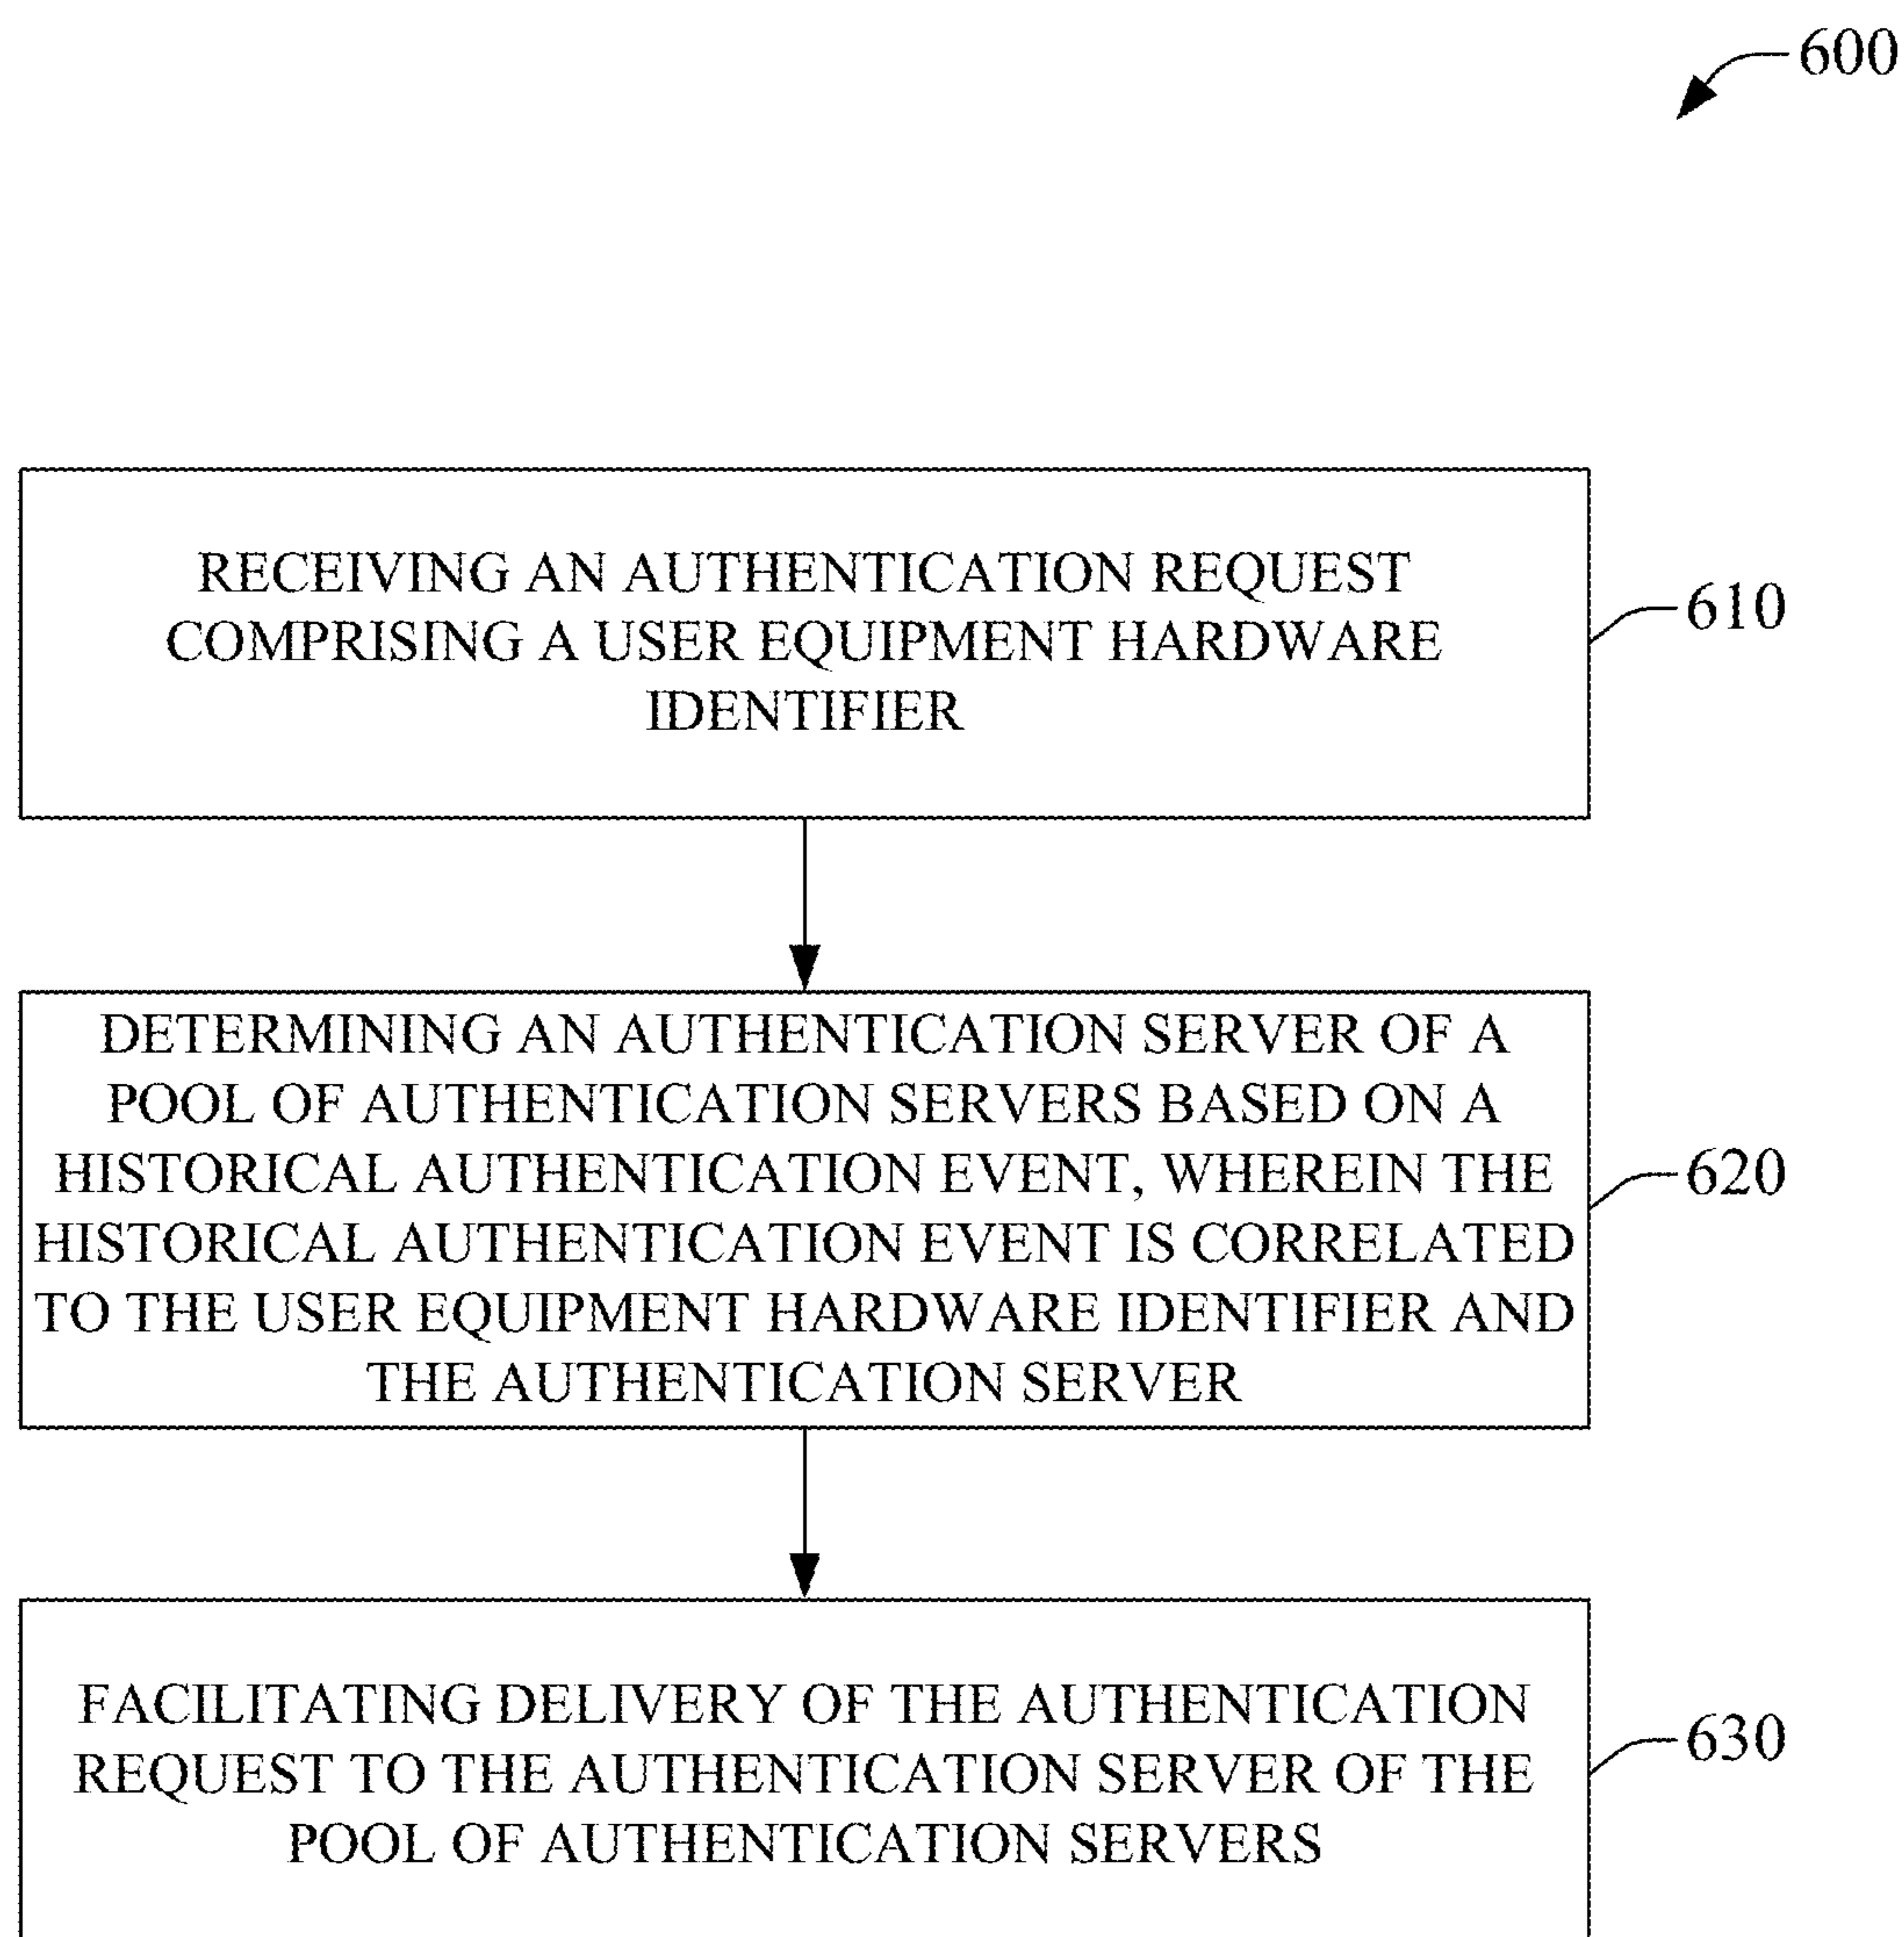 600
RECEIVING AN AUTHENTICATION REQUEST
COMPRISING A USER EQUIPMENT HARDWARE
IDENTIFIER
610
DETERMINING AN AUTHENTICATION SERVER OF A
POOL OF AUTHENTICATION SERVERS BASED ON A
HISTORICAL AUTHENTICATION EVENT, WHEREIN THE
HISTORICAL AUTHENTICATION EVENT IS CORRELATED
TO THE USER EQUIPMENT HARDWARE IDENTIFIER AND
THE AUTHENTICATION SERVER
620
FACILITATING DELIVERY OF THE AUTHENTICATION
REQUEST TO THE AUTHENTICATION SERVER OF THE
POOL OF AUTHENTICATION SERVERS
630